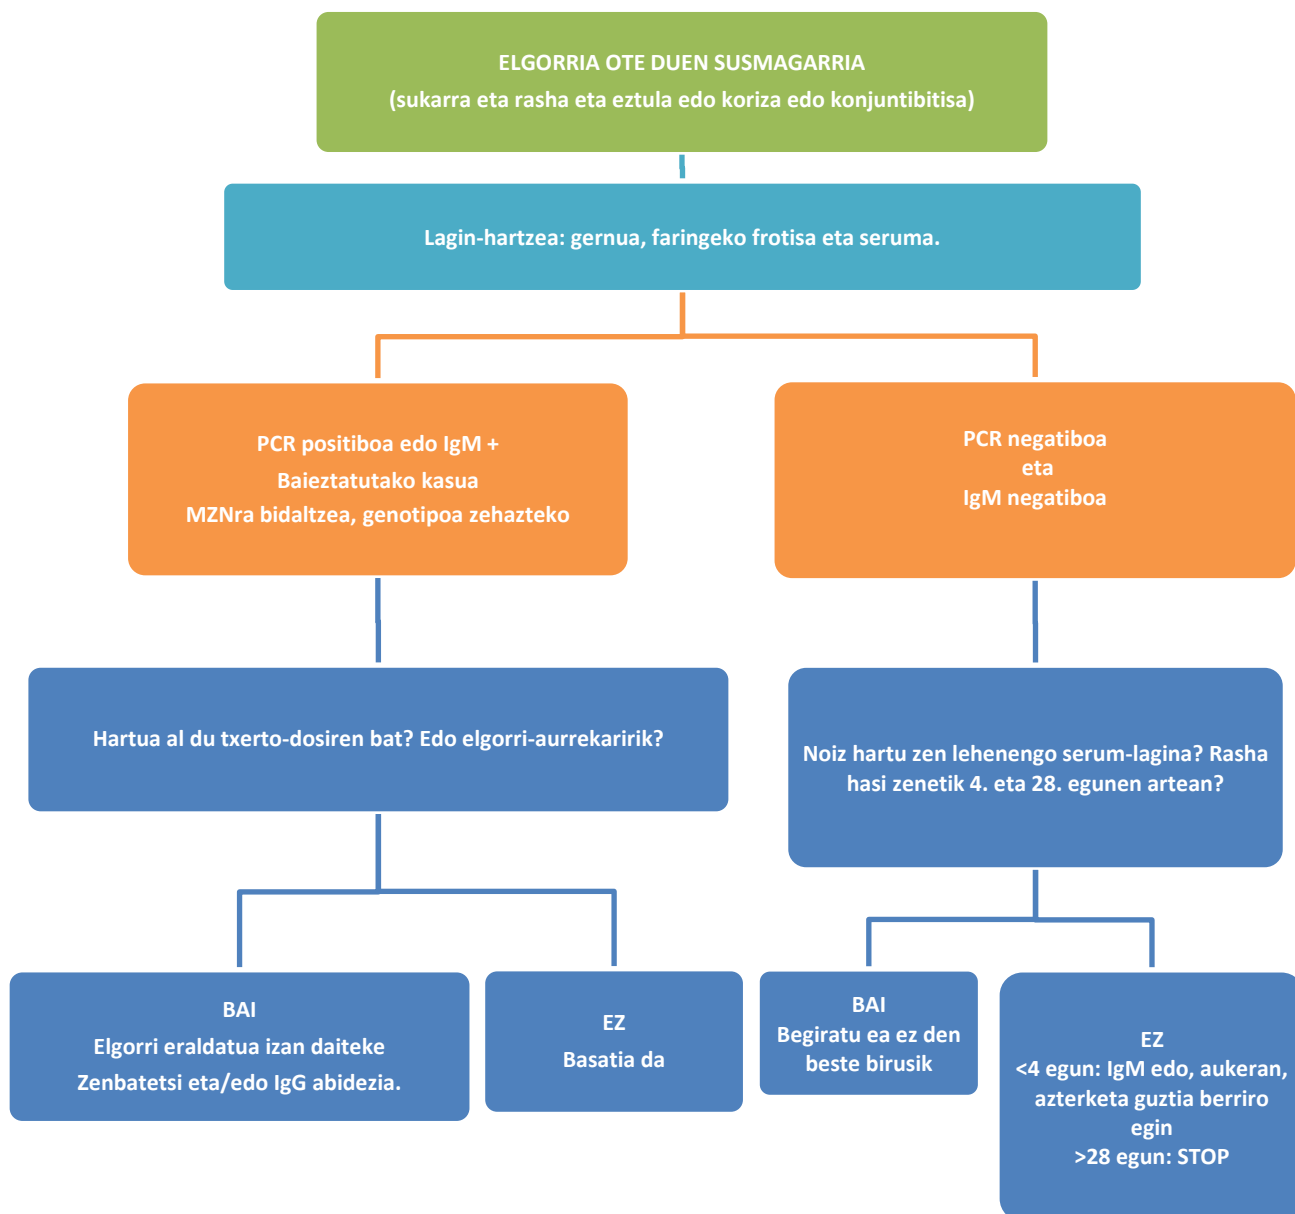 ELGORRIA OTE DUEN SUSMAGARRIA
(sukarra eta rasha eta eztula edo koriza edo konjuntibitisa)
Lagin-hartzea: gernua, faringeko frotisa eta seruma.
PCR positiboa edo IgM +
Baieztatutako kasua
MZNra bidaltzea, genotipoa zehazteko
PCR negatiboa
eta
IgM negatiboa
Hartua al du txerto-dosiren bat? Edo elgorri-aurrekaririk?
Noiz hartu zen lehenengo serum-lagina? Rasha
hasi zenetik 4. eta 28. egunen artean?
BAI
Elgorri eraldatua izan daiteke
Zenbatetsi eta/edo IgG abidezia.
EZ
Basatia da
BAI
Begiratu ea ez den
beste birusik
EZ
<4 egun: IgM edo, aukeran,
azterketa guztia berriro
egin
>28 egun: STOP